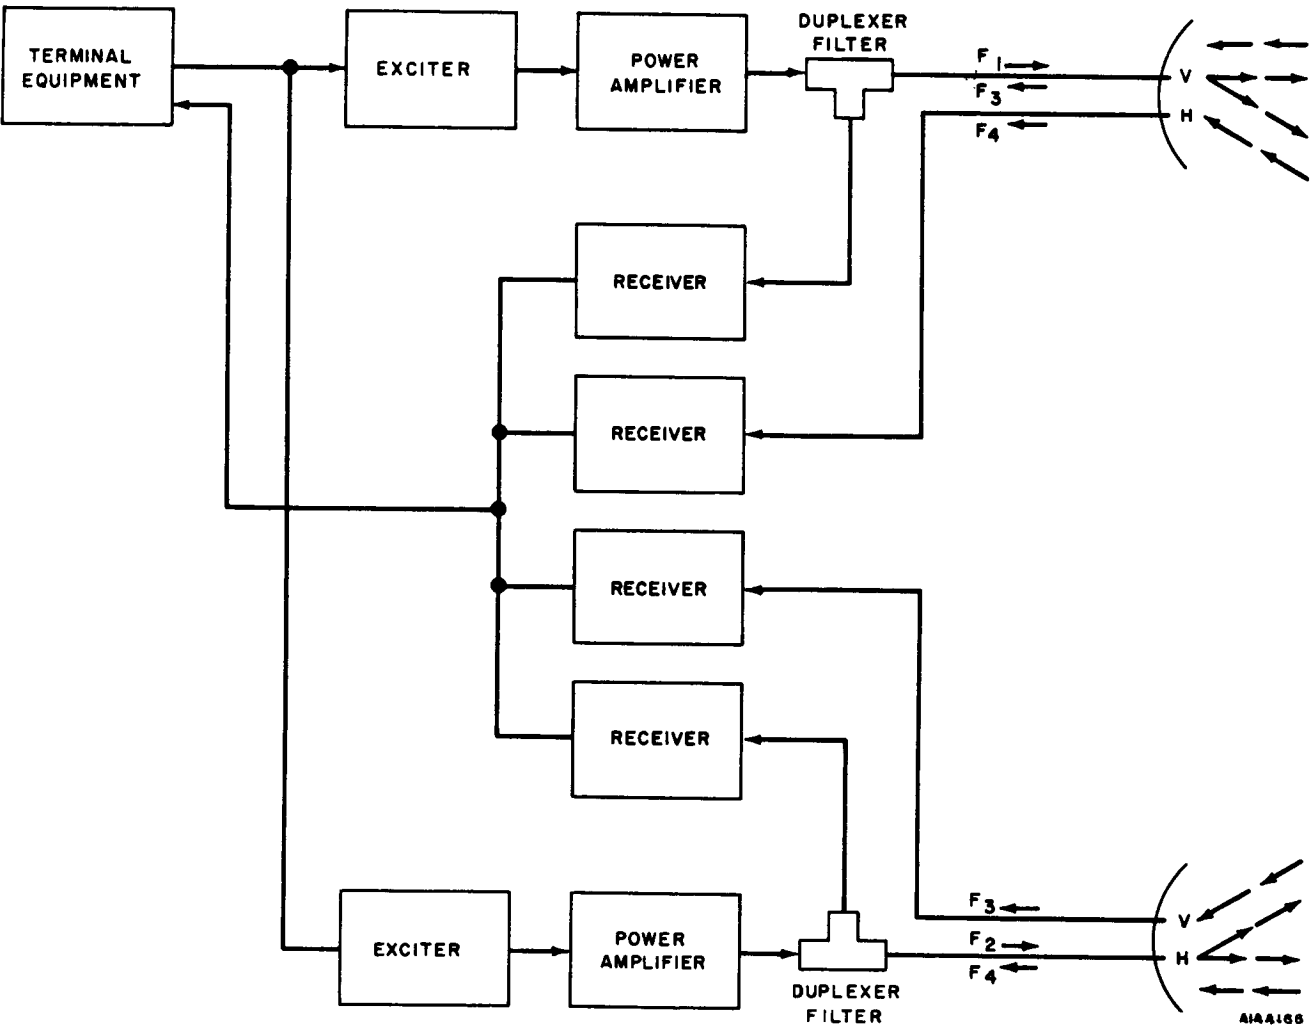 TERMINAL
EQUIPMENT
EXCITER
POWER
AMPLIFIER
DUPLEXER
FILTER
F1
F3
F4
V
H
RECEIVER
RECEIVER
RECEIVER
RECEIVER
EXCITER
POWER
AMPLIFIER
DUPLEXER
FILTER
F3
F2
F4
V
H
A1AA166